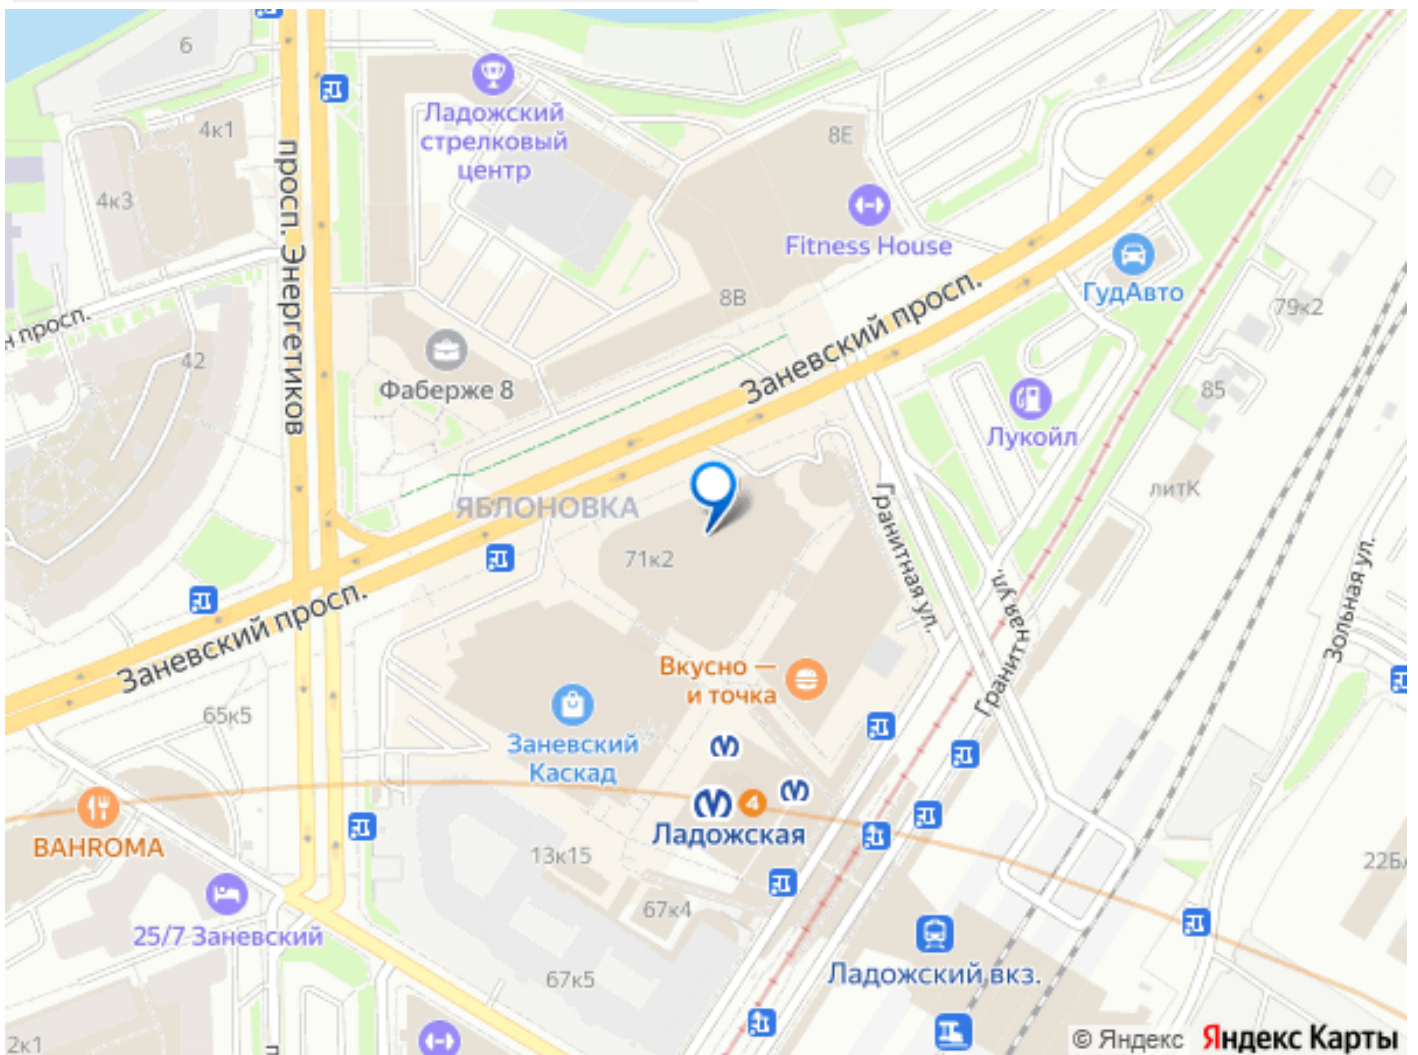 6
4к1
Ладожский
стрелковый
центр
8Е
4к3
просп. Энергетиков
Fitness House
ГудАвто
8В
79к2
н просп.
Заневский просп.
42
Фаберже 8
85
Лукойл
ЯБЛОНОВКА
литК
71к2
Гранитная ул.
Гранитная ул.
Зольная ул.
Заневский просп.
Вкусно —
и точка
65к5
Заневский
Каскад
4
Ладожская
BAHROMA
13к15
22Б
67к4
25/7 Заневский
Ладожский вкз.
67к5
2к1
© Яндекс Яндекс Карты